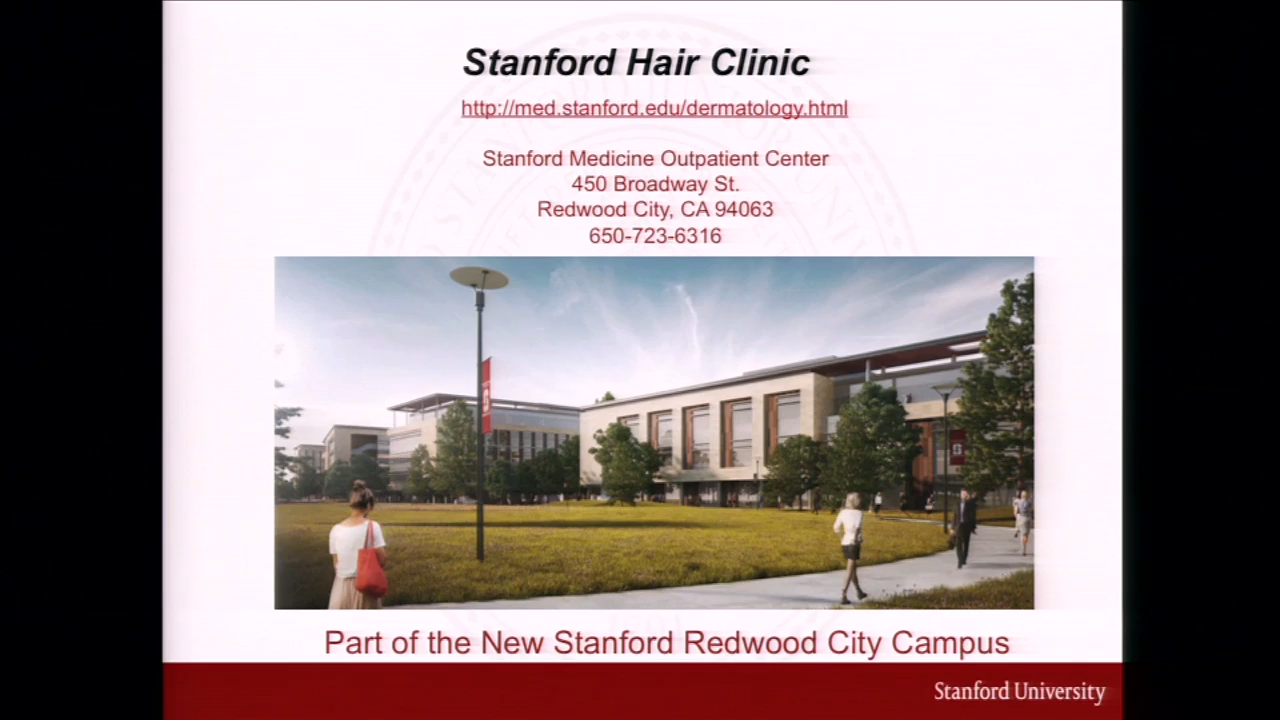 Stanford Hair Clinic
http://med.stanford.edu/dermatology.html
Stanford Medicine Outpatient Center
450 Broadway St.
Redwood City, CA 94063
650-723-6316
Part of the New Stanford Redwood City Campus
Stanford University